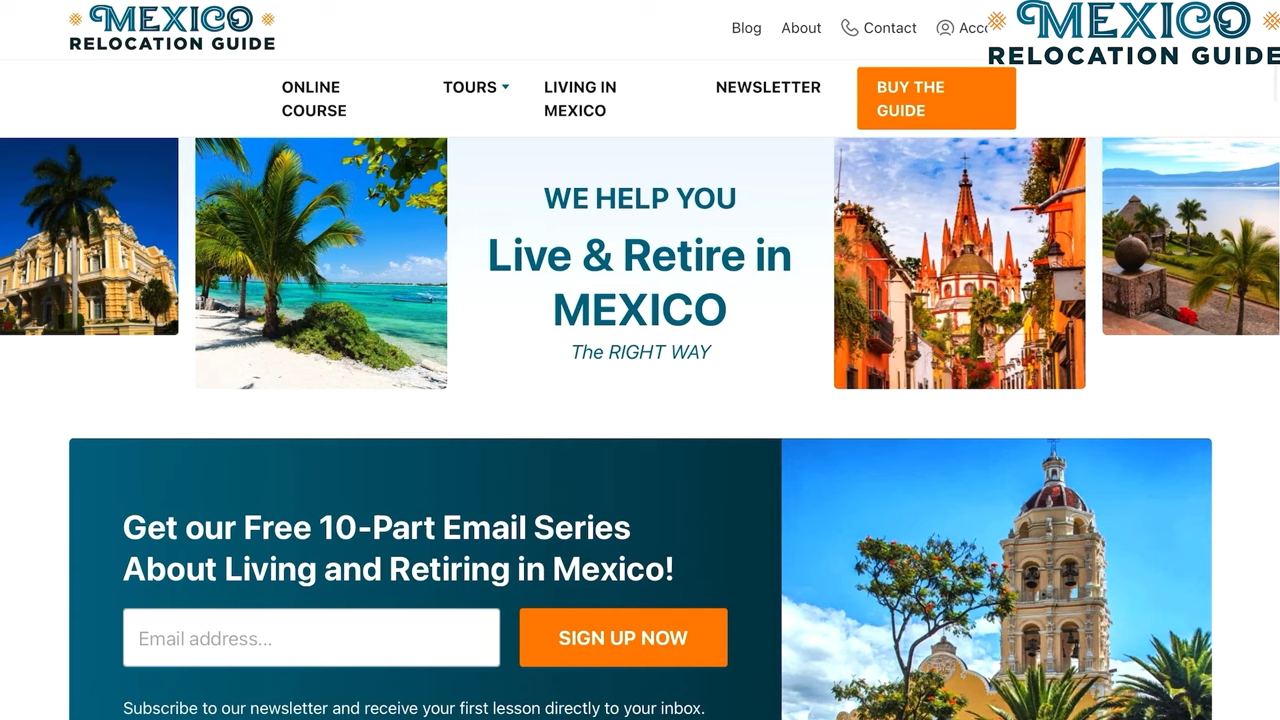 MEXICO
RELOCATION GUIDE
Blog About Contact
MEXICO
RELOCATION GUIDE
ONLINE COURSE
TOURS
LIVING IN MEXICO
NEWSLETTER
BUY THE GUIDE
WE HELP YOU
Live & Retire in
MEXICO
The RIGHT WAY
Get our Free 10-Part Email Series
About Living and Retiring in Mexico!
Email address...
SIGN UP NOW
Subscribe to our newsletter and receive your first lesson directly to your inbox.